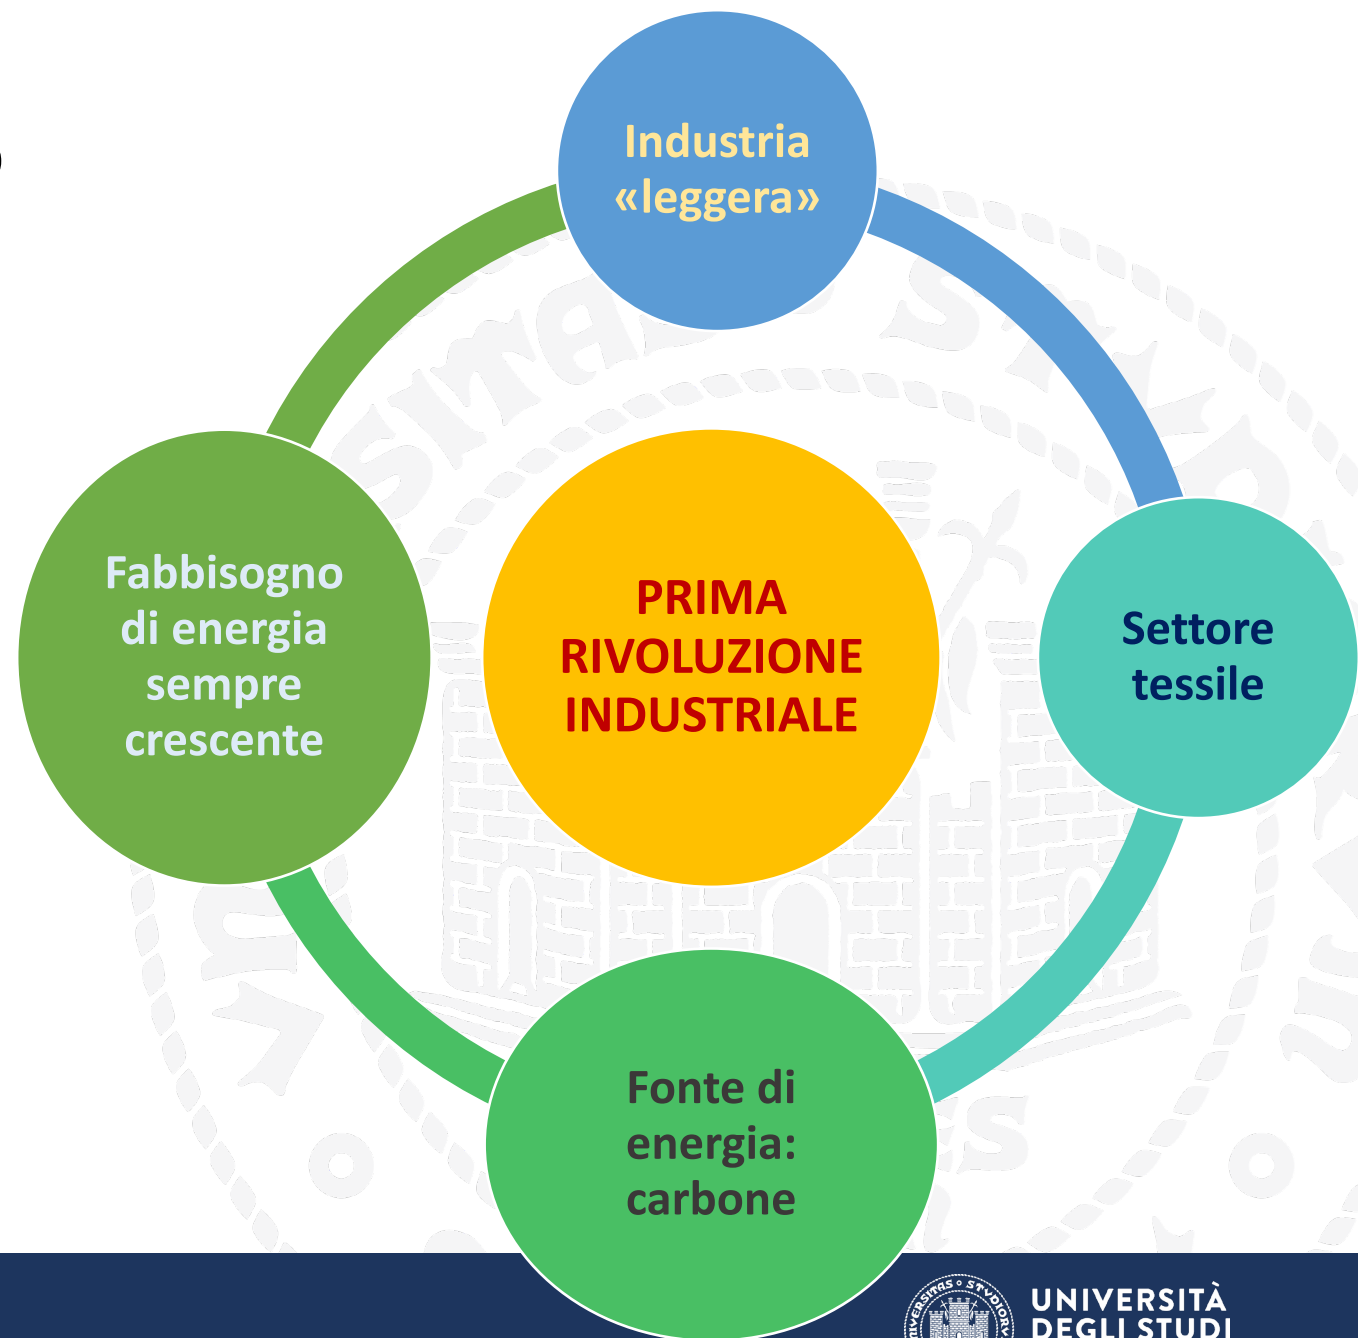 Industria
«leggera»
Fabbisogno
di energia
sempre
crescente
PRIMA
RIVOLUZIONE
INDUSTRIALE
Settore
tessile
Fonte di
energia:
carbone
UNIVERSITÀ
DEGLI STUDI